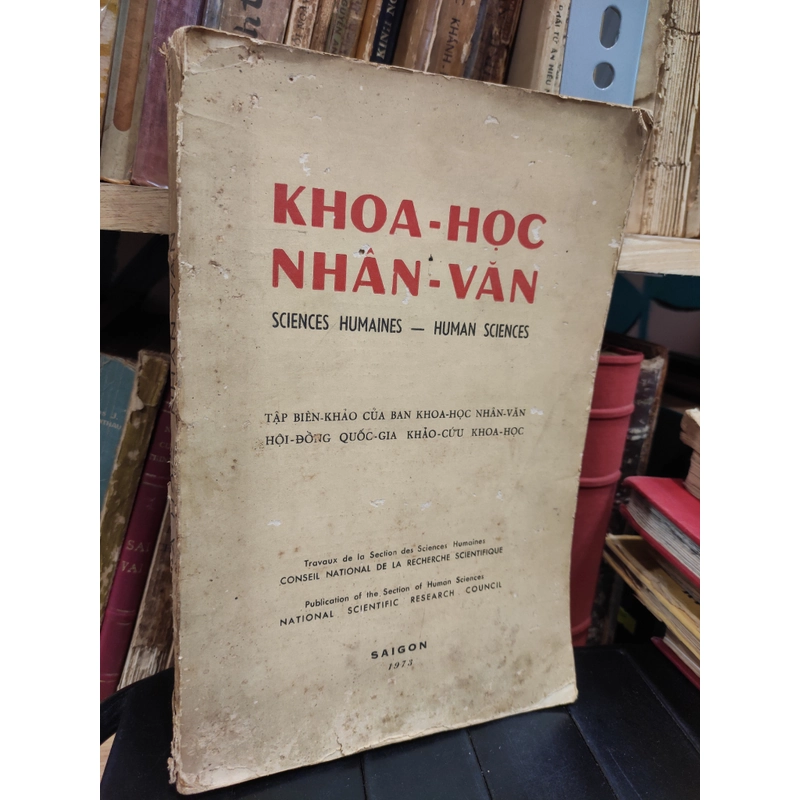 KHÁNH
KHOA-HỌC
NHÂN-VĂN
SCIENCES HUMAINES — HUMAN SCIENCES
TẬP BIÊN-KHẢO CỦA BAN KHOA-HỌC NHÂN-VĂN
HỘI-ĐỒNG QUỐC-GIA KHẢO-CỨU KHOA-HỌC
Travaux de la Section des Sciences Humaines
CONSEIL NATIONAL DE LA RECHERCHE SCIENTIFIQUE
Publication of the Section of Human Sciences
NATIONAL SCIENTIFIC RESEARCH COUNCIL
SAIGON
1973